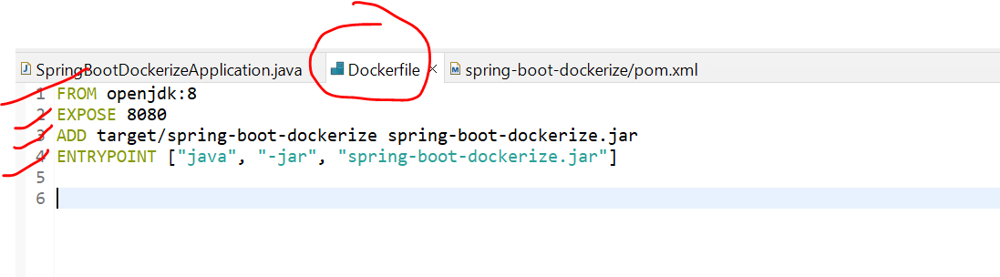 SpringBootDockerizeApplication.java Dockerfile × spring-boot-dockerize/pom.xml
1 FROM openjdk:8
2 EXPOSE 8080
3 ADD target/spring-boot-dockerize spring-boot-dockerize.jar
4 ENTRYPOINT ["java", "-jar", "spring-boot-dockerize.jar"]
5
6